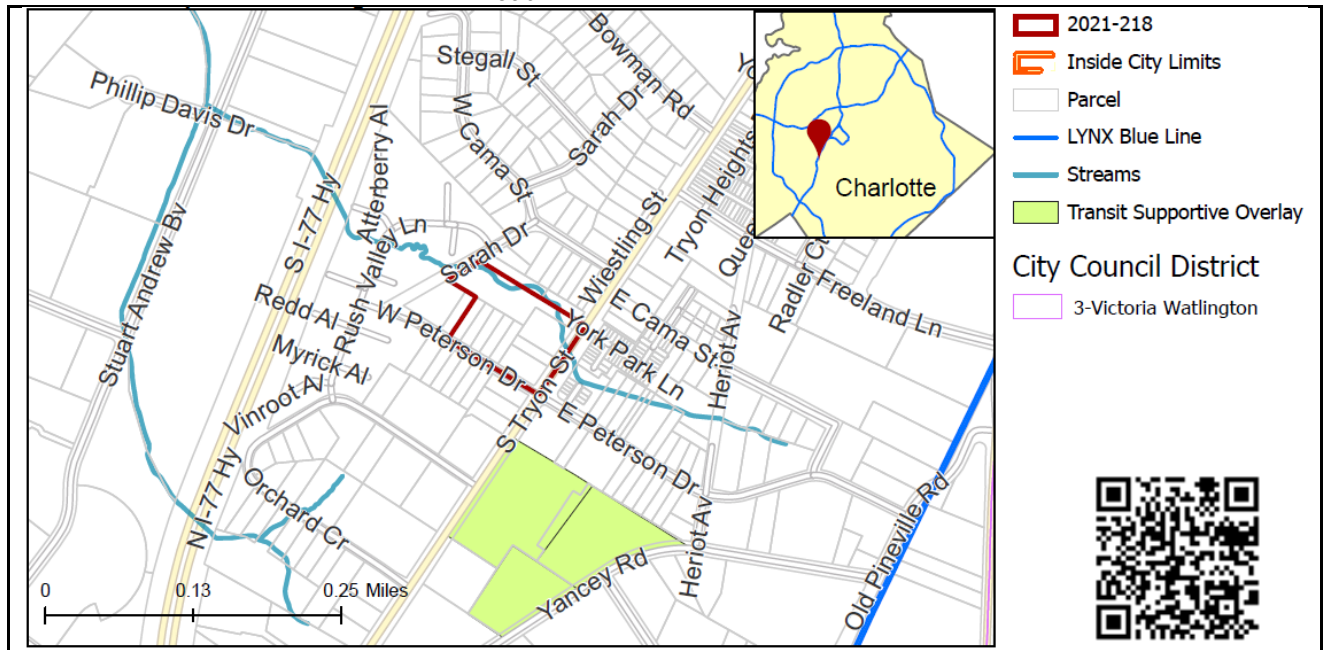 Stegall St
Bowman Rd
Yo
Phillip Davis Dr
W Cama St
Sarah Dr
Tryon Heights
Charlotte
Atterberry Al
S I-77 Hy
Rush Valley Ln
Sarah Dr
Wiestling St
Que
Radler Ct
Freeland Ln
Stuart Andrew Bv
Redd Al
W Peterson Dr
E Cama St
York Park Ln
Heriot Av
Myrick Al
Vinroot Al
S Tryon St
E Peterson Dr
N I-77 Hy
Orchard Cr
Heriot Av
Yancey Rd
Old Pineville Rd
0 0.13 0.25 Miles
2021-218
Inside City Limits
Parcel
LYNX Blue Line
Streams
Transit Supportive Overlay
City Council District
3-Victoria Watlington